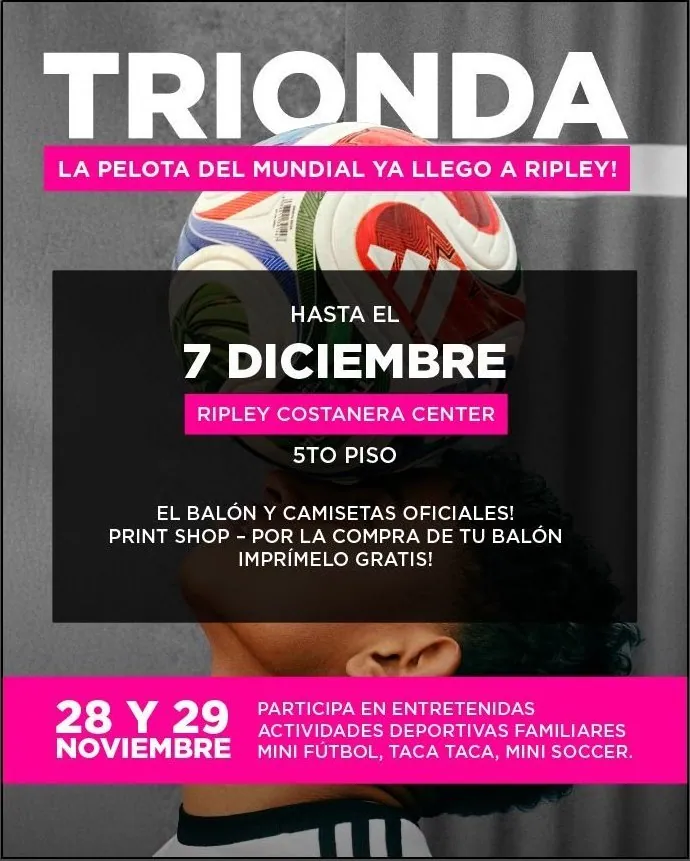 TRIONDA
LA PELOTA DEL MUNDIAL YA LLEGO A RIPLEY!
HASTA EL
7 DICIEMBRE
RIPLEY COSTANERA CENTER
5TO PISO
EL BALÓN Y CAMISETAS OFICIALES!
PRINT SHOP – POR LA COMPRA DE TU BALÓN
IMPRÍMELO GRATIS!
28 Y 29
NOVIEMBRE
PARTICIPA EN ENTRETENIDAS
ACTIVIDADES DEPORTIVAS FAMILIARES
MINI FÚTBOL, TACA TACA, MINI SOCCER.